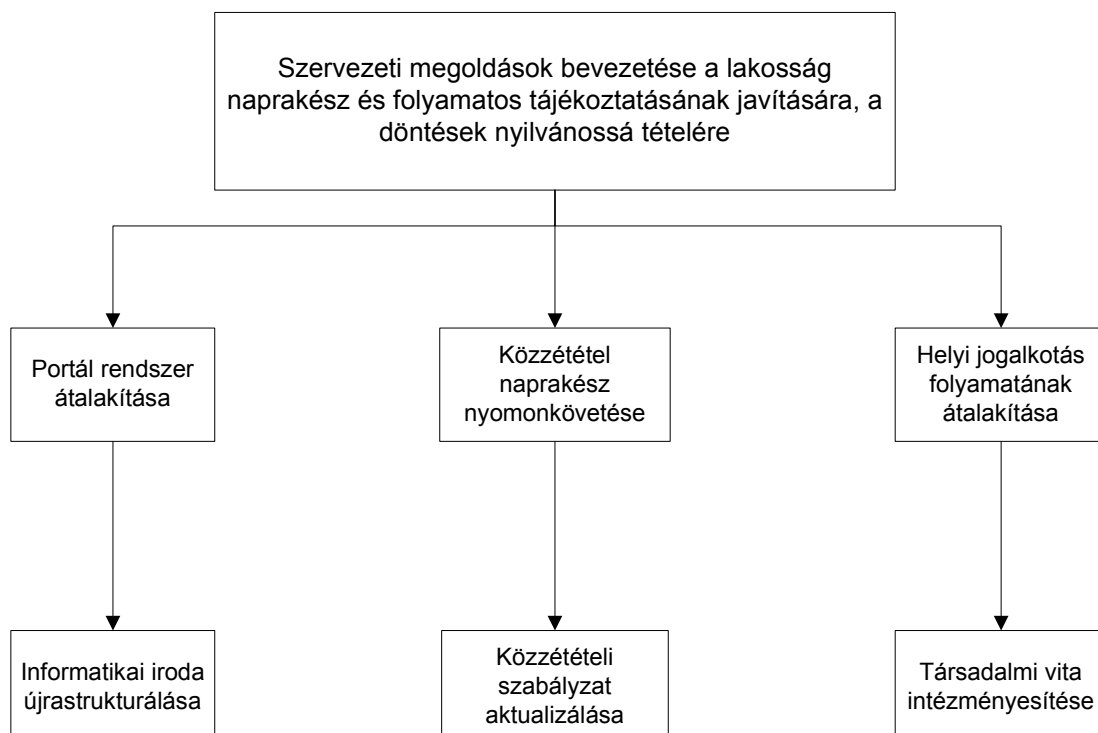 Szervezeti megoldások bevezetése a lakosság
naprakész és folyamatos tájékoztatásának javítására, a
döntések nyilvánossá tételére
Portál rendszer
átalakítása
Közzététel
naprakész
nyomonkövetése
Helyi jogalkotás
folyamatának
átalakítása
Informatikai iroda
újrastrukturálása
Közzétételi
szabályzat
aktualizálása
Társadalmi vita
intézményesítése